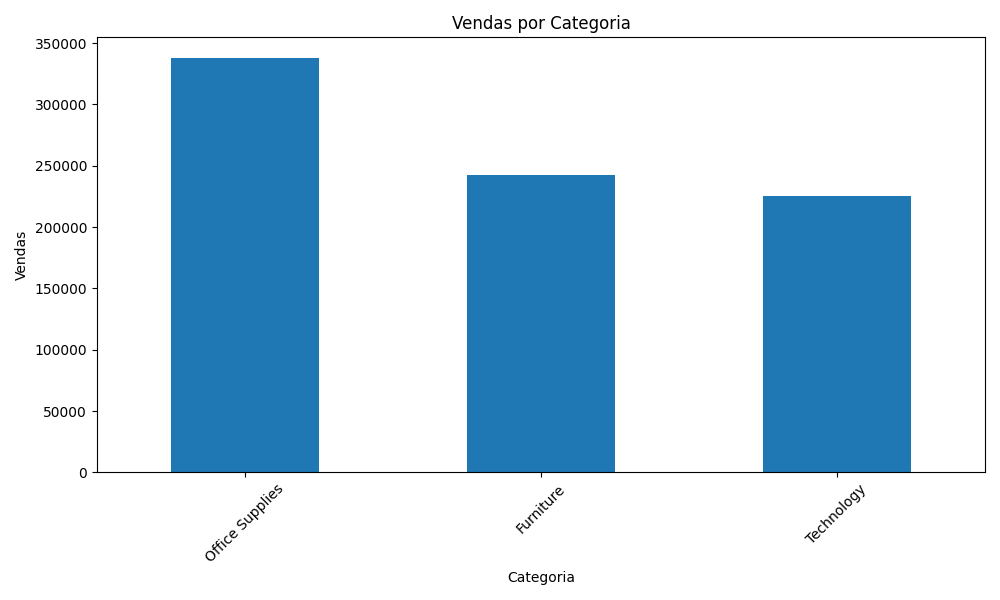 Vendas por Categoria
350000
300000
250000
200000
150000
100000
50000
0
Vendas
Office Supplies
Furniture
Technology
Categoria